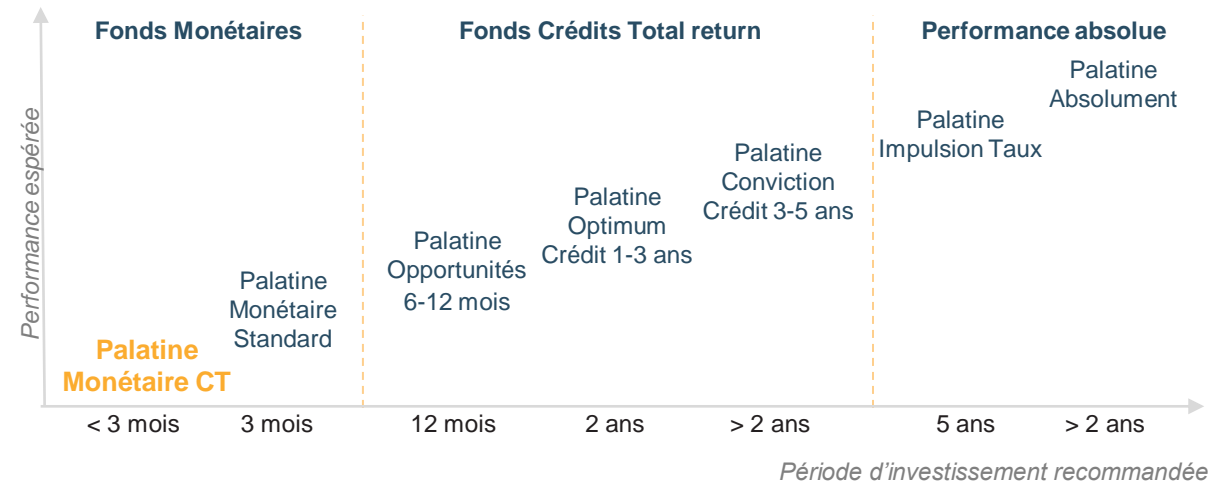 Fonds Monétaires
Fonds Crédits Total return
Performance absolue
Performance espérée
Palatine
Monétaire CT
Palatine
Monétaire
Standard
Palatine
Opportunités
6-12 mois
Palatine
Optimum
Crédit 1-3 ans
Palatine
Conviction
Crédit 3-5 ans
Palatine
Impulsion Taux
Palatine
Absolument
< 3 mois
3 mois
12 mois
2 ans
> 2 ans
5 ans
> 2 ans
Période d’investissement recommandée